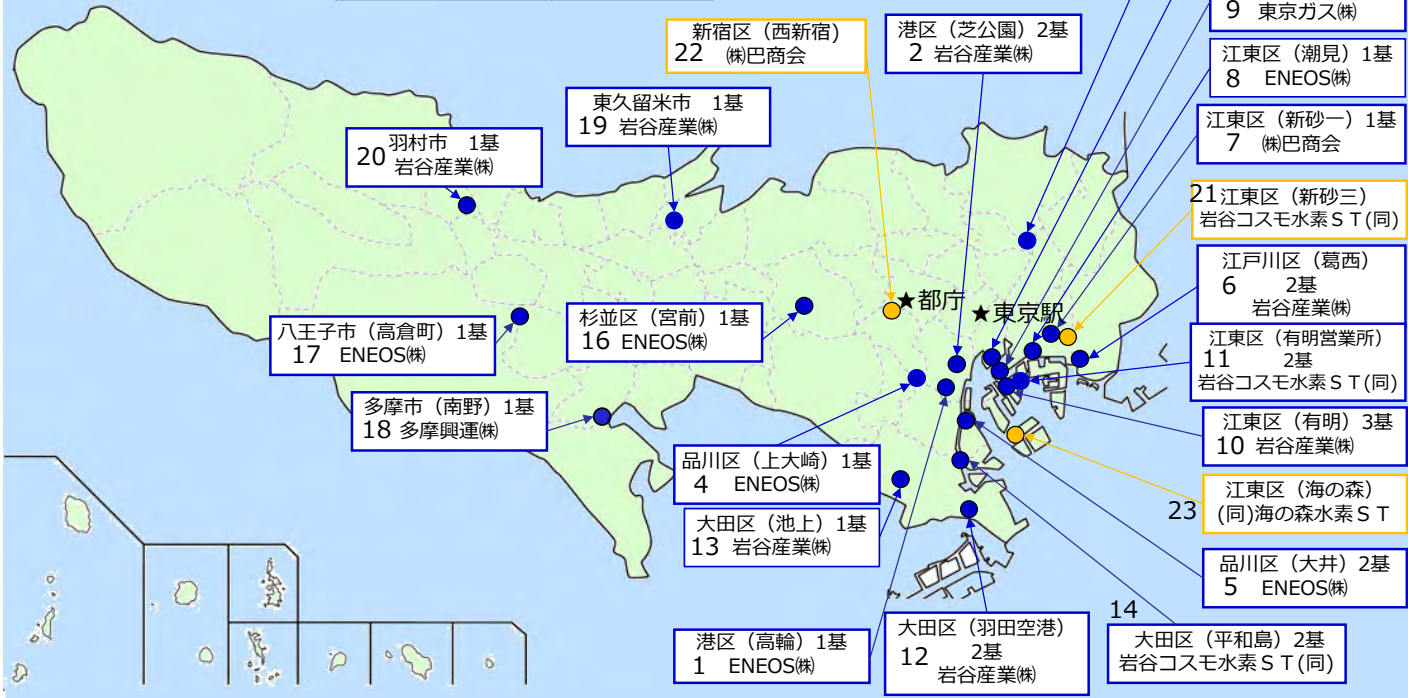 9 東京ガス㈱
新宿区（西新宿）
22 ㈱巴商会
港区（芝公園）2基
2 岩谷産業㈱
江東区（潮見）1基
8 ENEOS㈱
東久留米市 1基
19 岩谷産業㈱
江東区（新砂一）1基
7 ㈱巴商会
羽村市 1基
20 岩谷産業㈱
21 江東区（新砂三）
岩谷コスモ水素ＳＴ(同)
江戸川区（葛西）
6 2基
岩谷産業㈱
★都庁
★東京駅
八王子市（高倉町）1基
17 ENEOS㈱
杉並区（宮前）1基
16 ENEOS㈱
江東区（有明営業所）
11 2基
岩谷コスモ水素ＳＴ(同)
多摩市（南野）1基
18 多摩興運㈱
江東区（有明）3基
10 岩谷産業㈱
品川区（上大崎）1基
4 ENEOS㈱
江東区（海の森）
23 (同)海の森水素ＳＴ
大田区（池上）1基
13 岩谷産業㈱
品川区（大井）2基
5 ENEOS㈱
港区（高輪）1基
1 ENEOS㈱
大田区（羽田空港）
12 2基
岩谷産業㈱
14
大田区（平和島）2基
岩谷コスモ水素ＳＴ(同)